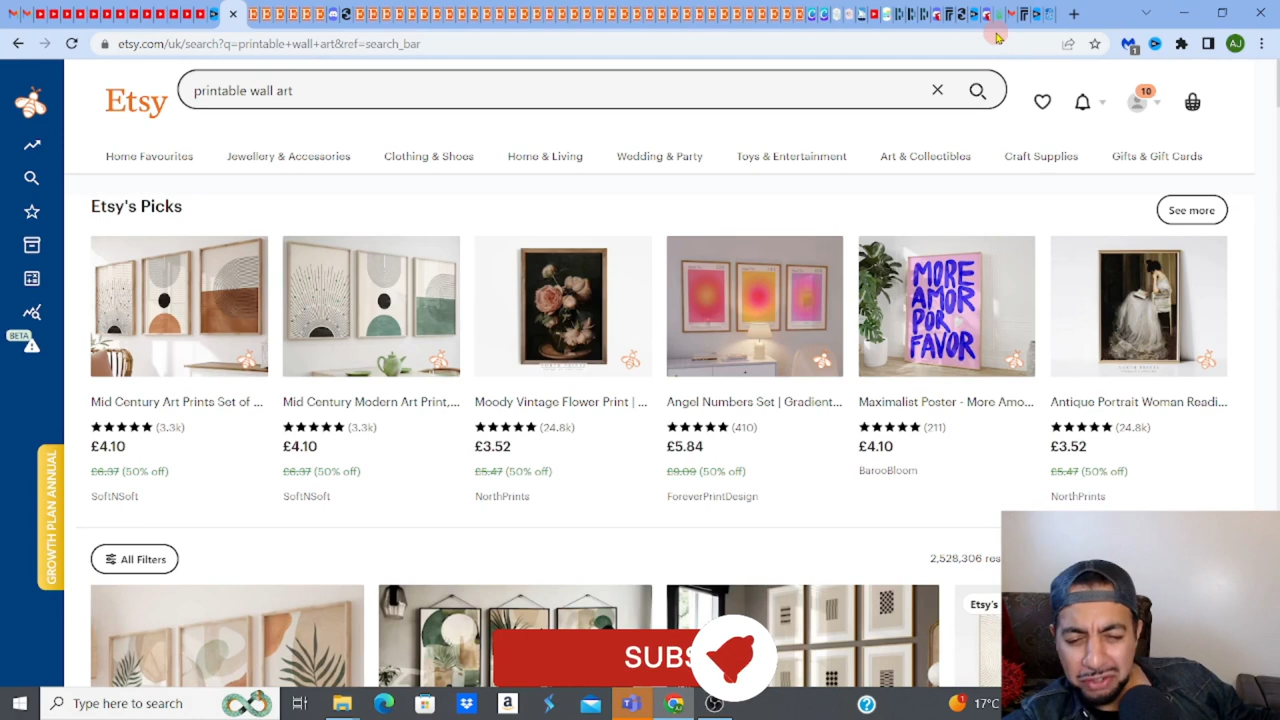 etsy.com/uk/search?q=printable+wall+art&ref=search_bar
1
AJ
Etsy
printable wall art
10
Home Favourites Jewellery & Accessories Clothing & Shoes Home & Living Wedding & Party Toys & Entertainment Art & Collectibles Craft Supplies Gifts & Gift Cards
Etsy's Picks
See more
BETA
MORE
AMOR
POR
FAVOR
Mid Century Art Prints Set of ... Mid Century Modern Art Print,... Moody Vintage Flower Print | ... Angel Numbers Set | Gradient... Maximalist Poster - More Amo... Antique Portrait Woman Readi...
(3.3k) (3.3k) (24.8k) (410) (211) (24.8k)
£4.10 £4.10 £3.52 £5.84 £4.10 £3.52
£6.37 (50% off) £6.37 (50% off) £5.47 (50% off) £9.09 (50% off) BarooBloom £5.47 (50% off)
SoftNSoft SoftNSoft NorthPrints ForeverPrintDesign NorthPrints
GROWTH PLAN ANNUAL
All Filters
2,528,306 res
Etsy's
SUBS
Type here to search
1
17°C